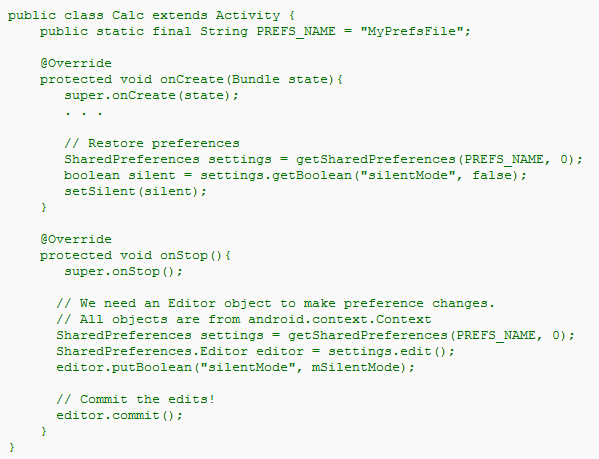 public class Calc extends Activity {
    public static final String PREFS_NAME = "MyPrefsFile";

    @Override
    protected void onCreate(Bundle state){
       super.onCreate(state);
       . . .

       // Restore preferences
       SharedPreferences settings = getSharedPreferences(PREFS_NAME, 0);
       boolean silent = settings.getBoolean("silentMode", false);
       setSilent(silent);
    }

    @Override
    protected void onStop(){
       super.onStop();

      // We need an Editor object to make preference changes.
      // All objects are from android.context.Context
      SharedPreferences settings = getSharedPreferences(PREFS_NAME, 0);
      SharedPreferences.Editor editor = settings.edit();
      editor.putBoolean("silentMode", mSilentMode);

      // Commit the edits!
      editor.commit();
    }
}